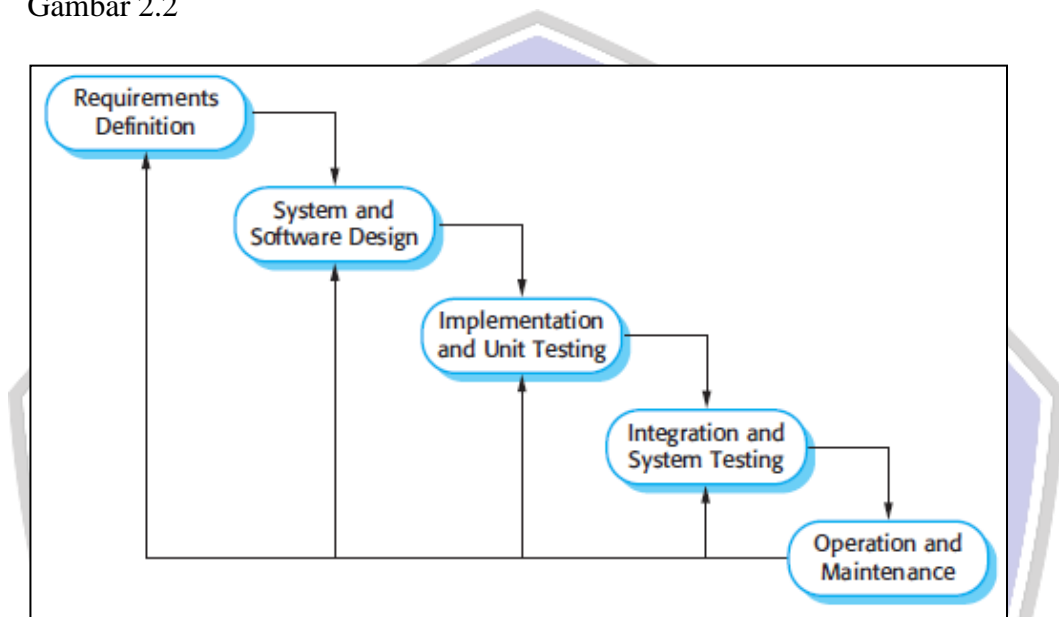 Gambar 2.2
Requirements
Definition
System and
Software Design
Implementation
and Unit Testing
Integration and
System Testing
Operation and
Maintenance